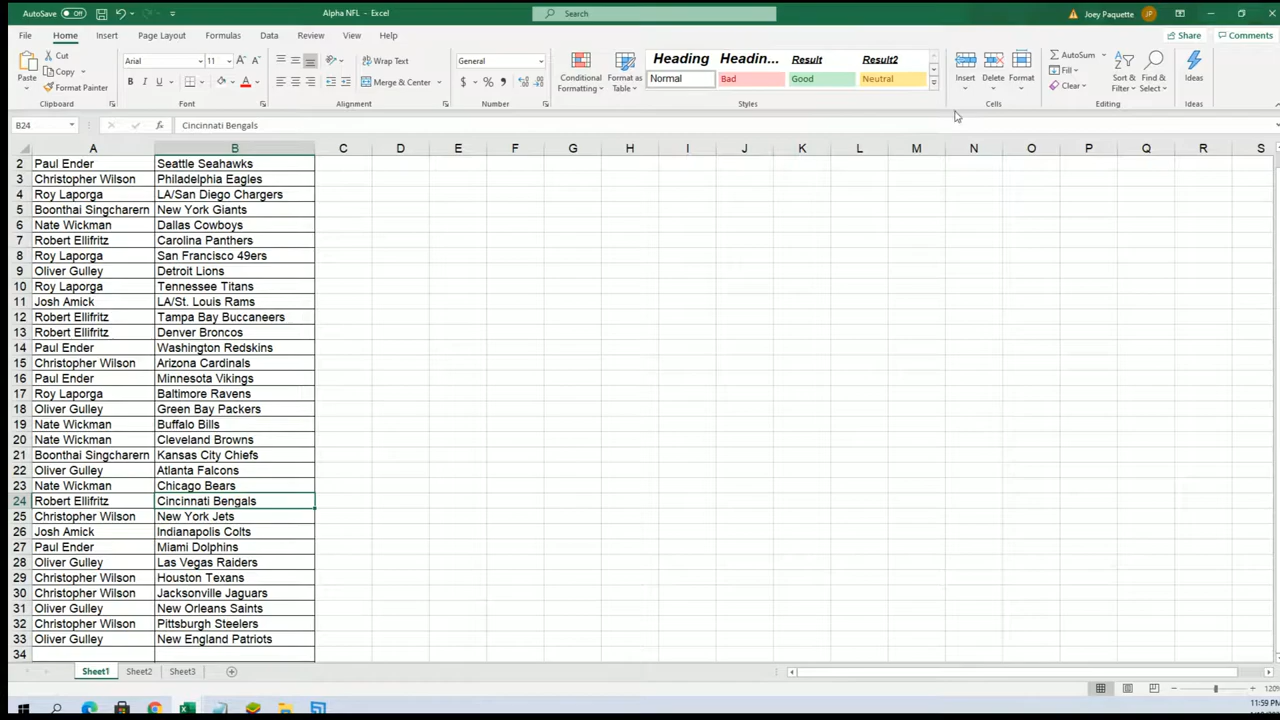 AutoSave Off
Alpha NFL - Excel
Search
Joey Paquette
JP
File Home Insert Page Layout Formulas Data Review View Help
Share Comments
Paste
Cut
Copy
Format Painter
Clipboard
Arial 11
B I U
Font
Wrap Text
Merge & Center
Alignment
General
$ % ,
Number
Conditional Formatting
Format as Table
Heading Headin... Result Result2
Normal Bad Good Neutral
Styles
Insert Delete Format
Cells
AutoSum
Fill
Clear
Sort & Filter
Find & Select
Editing
Ideas
Ideas
B24 fx Cincinnati Bengals
A B C D E F G H I J K L M N O P Q R S
2 Paul Ender Seattle Seahawks
3 Christopher Wilson Philadelphia Eagles
4 Roy Laporga LA/San Diego Chargers
5 Boonthai Singcharern New York Giants
6 Nate Wickman Dallas Cowboys
7 Robert Ellifritz Carolina Panthers
8 Roy Laporga San Francisco 49ers
9 Oliver Gulley Detroit Lions
10 Roy Laporga Tennessee Titans
11 Josh Amick LA/St. Louis Rams
12 Robert Ellifritz Tampa Bay Buccaneers
13 Robert Ellifritz Denver Broncos
14 Paul Ender Washington Redskins
15 Christopher Wilson Arizona Cardinals
16 Paul Ender Minnesota Vikings
17 Roy Laporga Baltimore Ravens
18 Oliver Gulley Green Bay Packers
19 Nate Wickman Buffalo Bills
20 Nate Wickman Cleveland Browns
21 Boonthai Singcharern Kansas City Chiefs
22 Oliver Gulley Atlanta Falcons
23 Nate Wickman Chicago Bears
24 Robert Ellifritz Cincinnati Bengals
25 Christopher Wilson New York Jets
26 Josh Amick Indianapolis Colts
27 Paul Ender Miami Dolphins
28 Oliver Gulley Las Vegas Raiders
29 Christopher Wilson Houston Texans
30 Christopher Wilson Jacksonville Jaguars
31 Oliver Gulley New Orleans Saints
32 Christopher Wilson Pittsburgh Steelers
33 Oliver Gulley New England Patriots
34
Sheet1 Sheet2 Sheet3
120%
11:59 PM